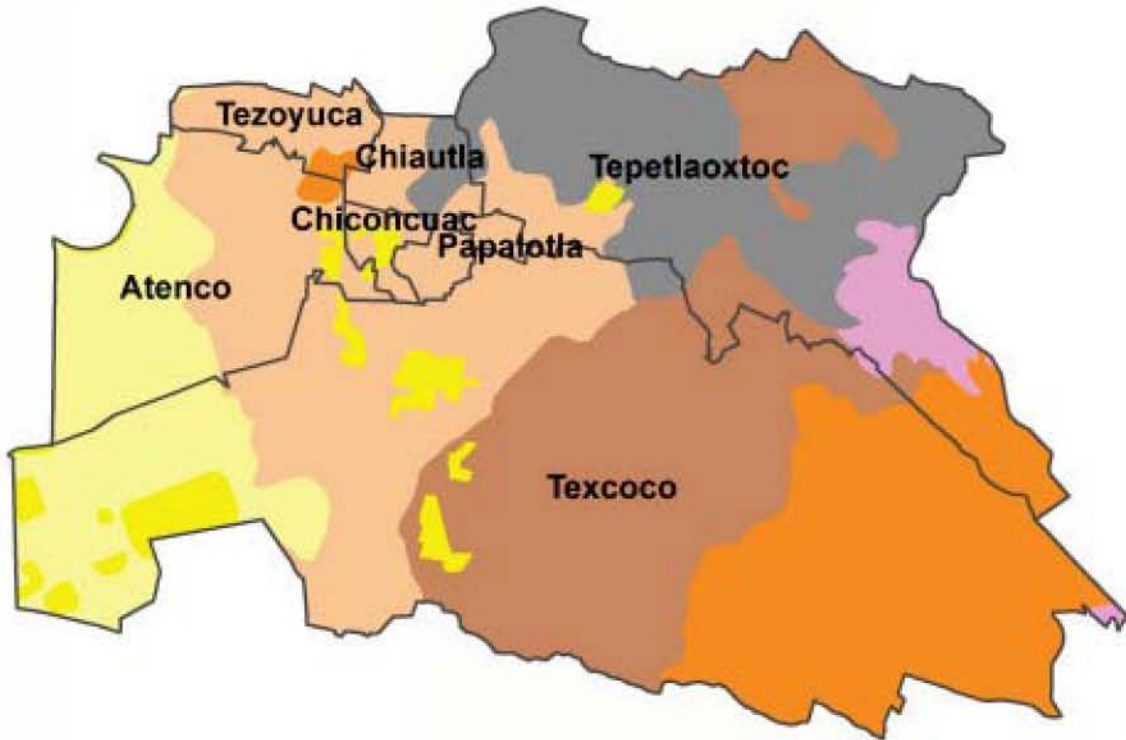 Tezoyuca
Chiautla
Tepetlaoxtoc
Chiconcuac
Papalotla
Atenco
Texcoco